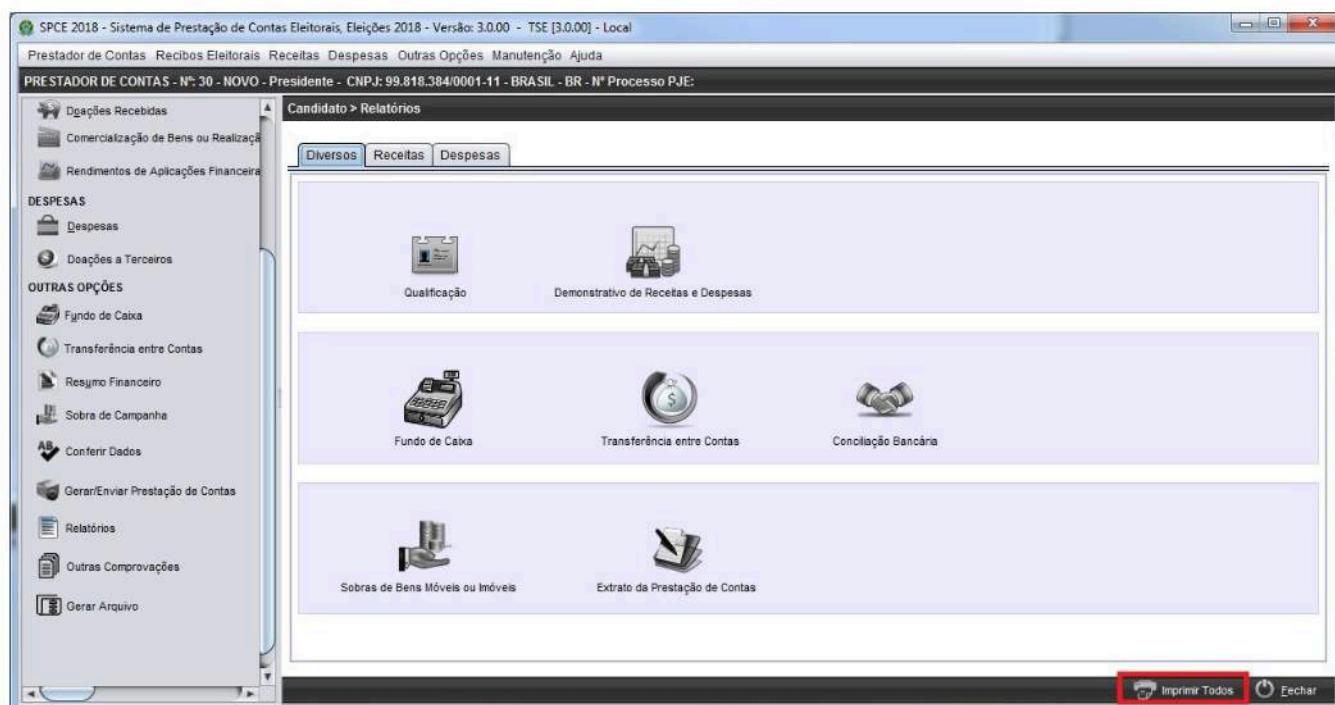 SPCE 2018 - Sistema de Prestação de Contas Eleitorais, Eleições 2018 - Versão: 3.0.00 - TSE [3.0.00] - Local
Prestador de Contas Recibos Eleitorais Receitas Despesas Outras Opções Manutenção Ajuda
PRESTADOR DE CONTAS - Nº: 30 - NOVO - Presidente - CNPJ: 99.818.384/0001-11 - BRASIL - BR - N° Processo PJE:
Doações Recebidas
Comercialização de Bens ou Realizaçã
Rendimentos de Aplicações Financeira
DESPESAS
Despesas
Doações a Terceiros
OUTRAS OPÇÕES
Fundo de Caixa
Transferência entre Contas
Resumo Financeiro
Sobra de Campanha
Conferir Dados
Gerar/Enviar Prestação de Contas
Relatórios
Outras Comprovações
Gerar Arquivo
Candidato > Relatórios
Diversos Receitas Despesas
Qualificação Demonstrativo de Receitas e Despesas
Fundo de Caixa Transferência entre Contas Conciliação Bancária
Sobras de Bens Móveis ou Imóveis Extrato da Prestação de Contas
Imprimir Todos Fechar